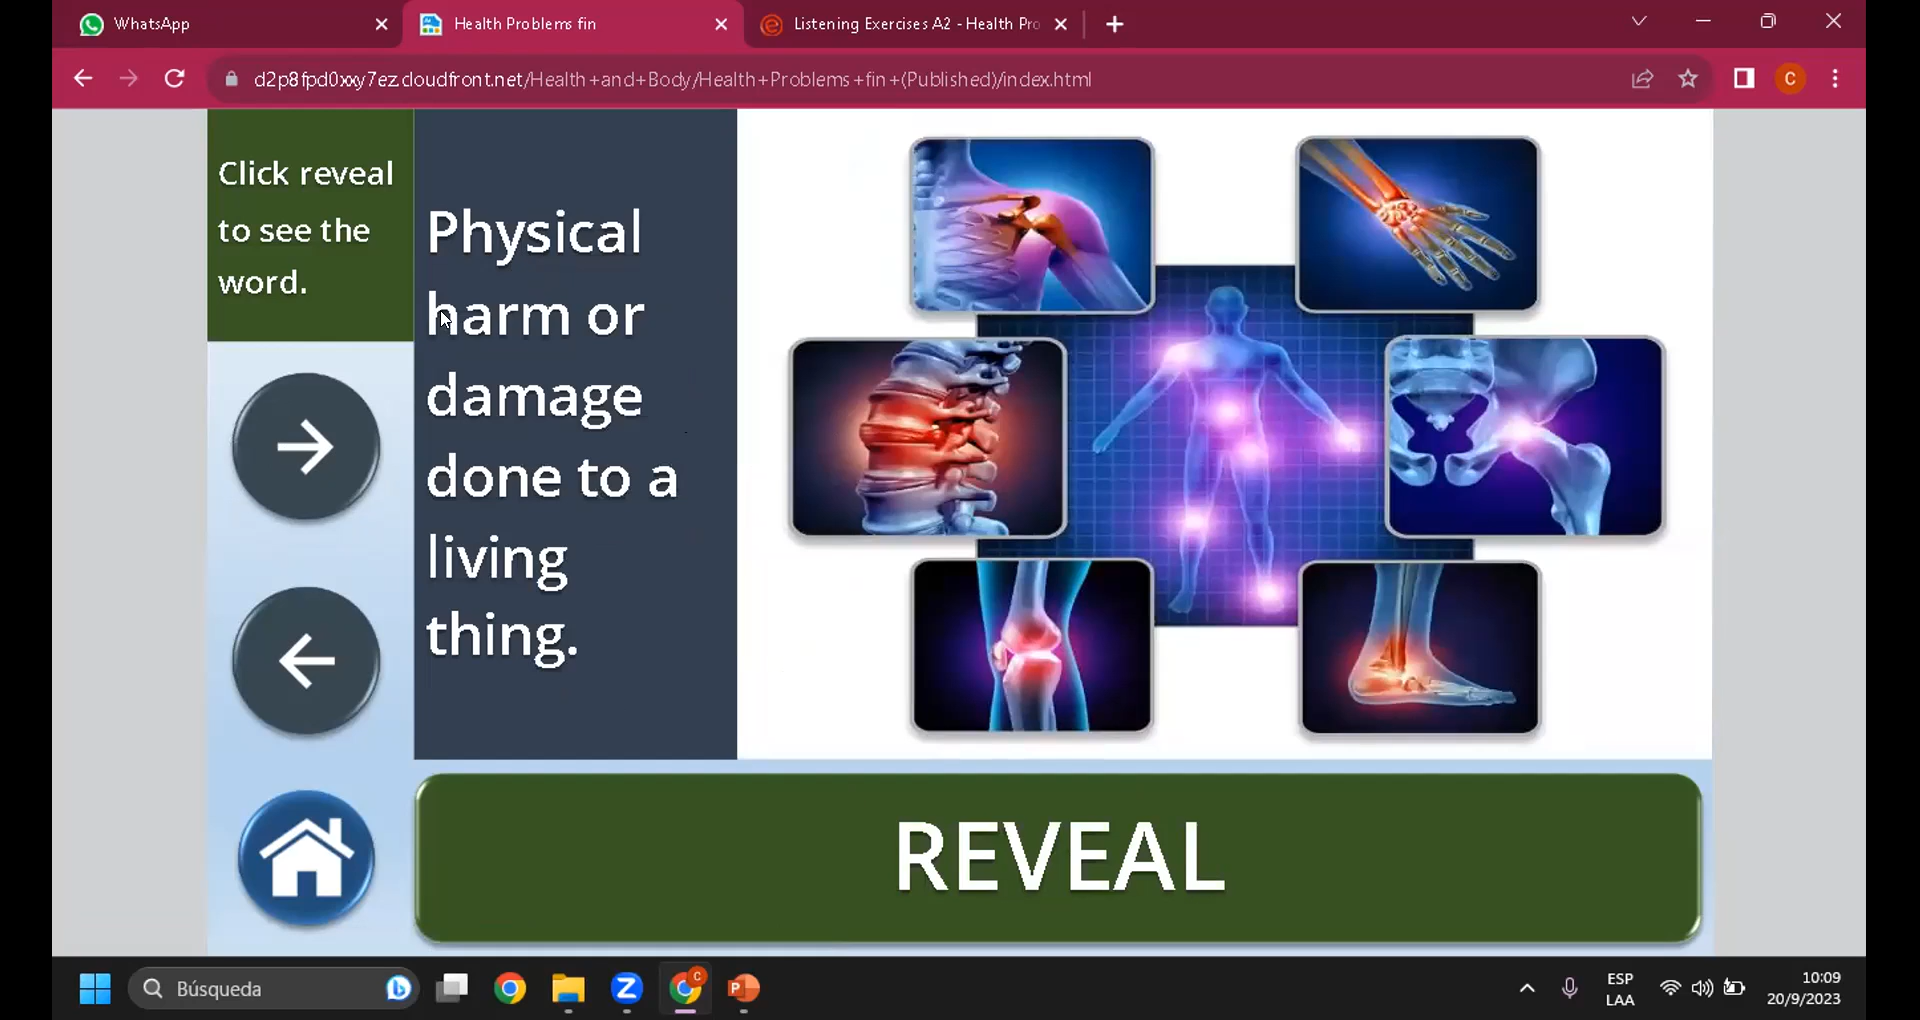 WhatsApp
Health Problems fin
Listening Exercises A2 - Health Pro
d2p8fpd0xxy7ez.cloudfront.net/Health+and+Body/Health+Problems+fin+(Published)/index.html
C
Click reveal
to see the
word.
Physical
harm or
damage
done to a
living
thing.
REVEAL
Búsqueda
C
P
ESP
LAA
10:09
20/9/2023